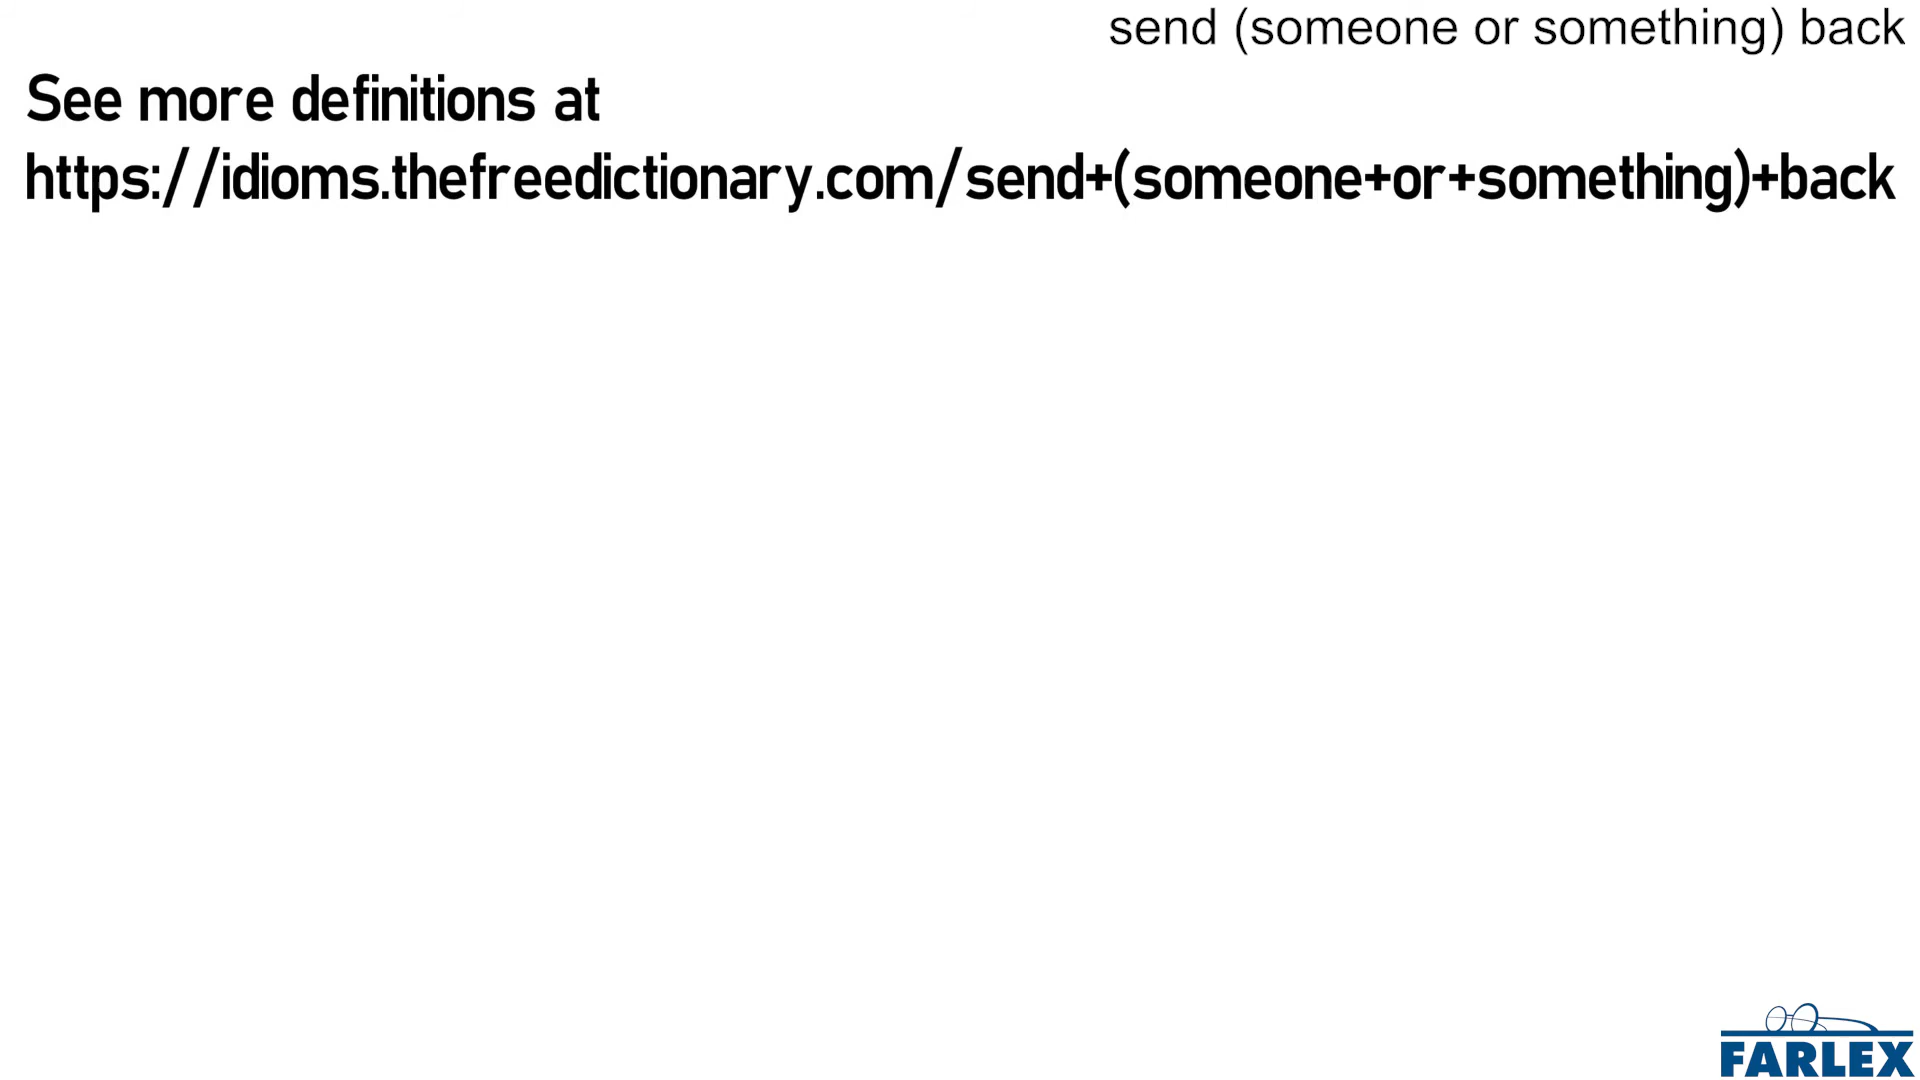 send (someone or something) back
See more definitions at
https://idioms.thefreedictionary.com/send+(someone+or+something)+back
FARLEX